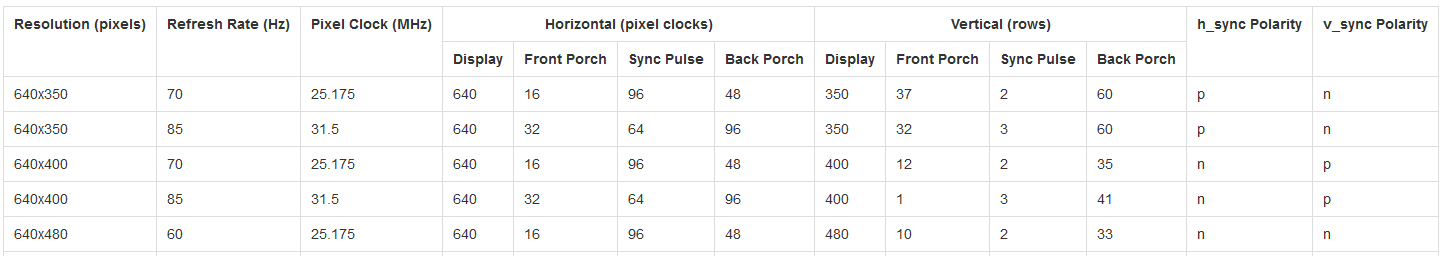 Resolution (pixels) Refresh Rate (Hz) Pixel Clock (MHz) Horizontal (pixel clocks) Vertical (rows) h_sync Polarity v_sync Polarity
Display Front Porch Sync Pulse Back Porch Display Front Porch Sync Pulse Back Porch
640x350 70 25.175 640 16 96 48 350 37 2 60 p n
640x350 85 31.5 640 32 64 96 350 32 3 60 p n
640x400 70 25.175 640 16 96 48 400 12 2 35 n p
640x400 85 31.5 640 32 64 96 400 1 3 41 n p
640x480 60 25.175 640 16 96 48 480 10 2 33 n n